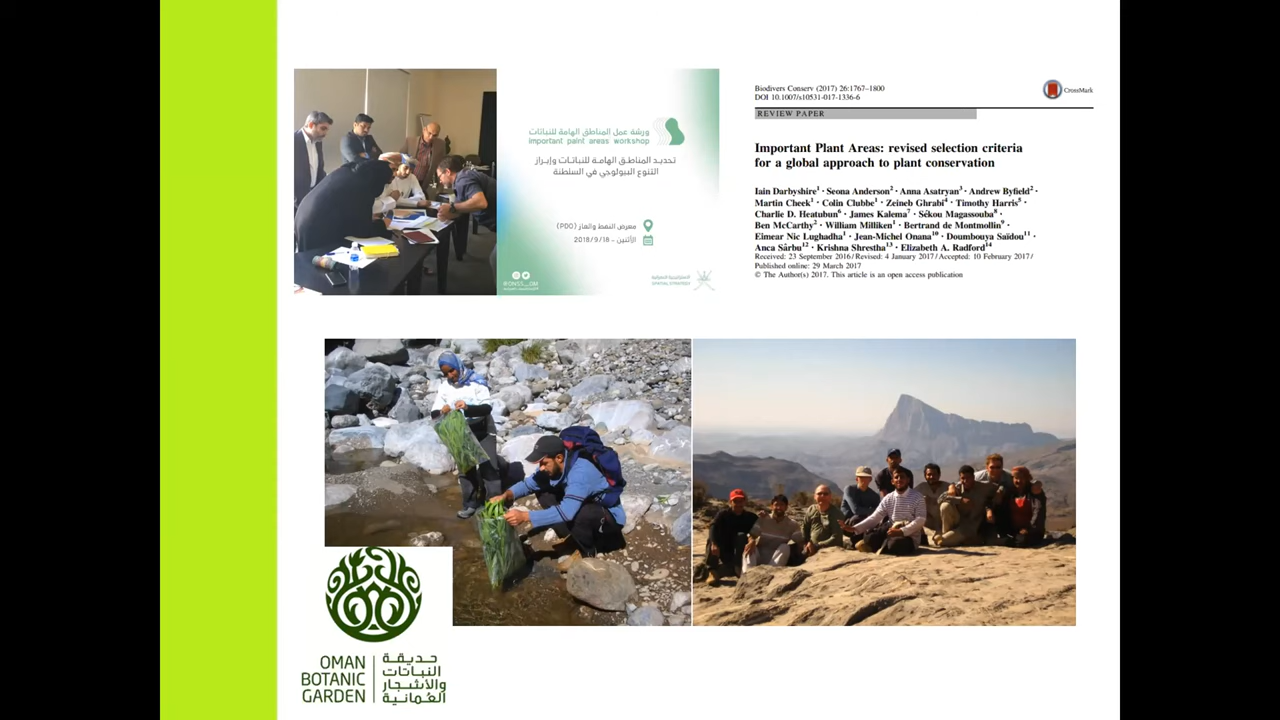 ورشة عمل المناطق الهامة للنباتات
important plant areas workshop
تحديد المناطق الهامة للنباتات وإبراز
التنوع البيولوجي في السلطنة
معرض النفط والغاز (PDO)
الأثنين - 2018/9/18
Biodivers Conserv (2017) 26:1767–1800
DOI 10.1007/s10531-017-1336-6
CrossMark
REVIEW PAPER
Important Plant Areas: revised selection criteria
for a global approach to plant conservation
Iain Darbyshire1 · Seona Anderson2 · Anna Asatryan3 · Andrew Byfield2 ·
Martin Cheek1 · Colin Clubbe1 · Zeineb Ghrabi4 · Timothy Harris5 ·
Charlie D. Heatubun6 · James Kalema7 · Sékou Magassouba8 ·
Ben McCarthy2 · William Milliken1 · Bertrand de Montmollin9 ·
Eimear Nic Lughadha1 · Jean-Michel Onana10 · Doumbouya Saïdou11 ·
Anca Sârbu12 · Krishna Shrestha13 · Elizabeth A. Radford14
Received: 23 September 2016 / Revised: 4 January 2017 / Accepted: 10 February 2017 /
Published online: 29 March 2017
© The Author(s) 2017. This article is an open access publication
OMAN
BOTANIC
GARDEN
حديقة
النباتات
والأشجار
العُمانية